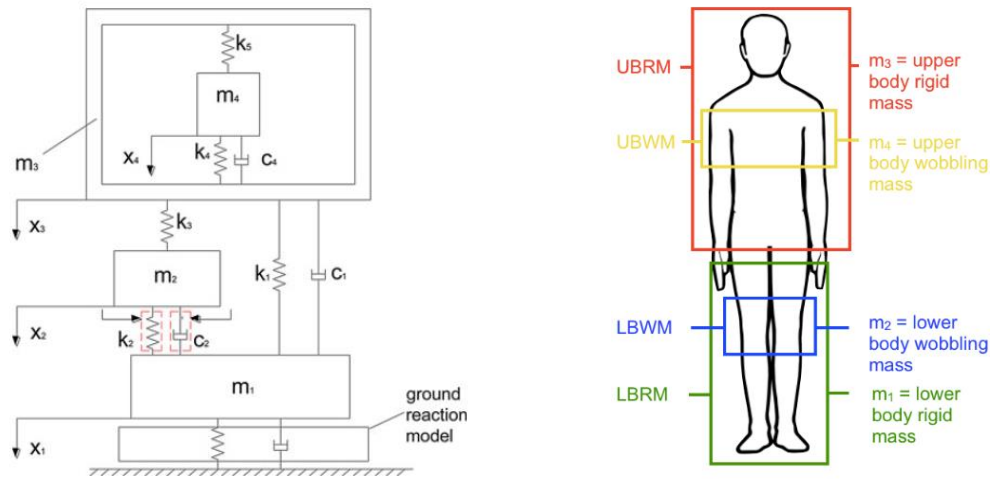 k₅
m₄
x₄
k₄
c₄
m₃
x₃
k₃
m₂
k₁
c₁
x₂
k₂
c₂
m₁
ground
reaction
model
x₁
UBRM
m₃ = upper
body rigid
mass
UBWM
m₄ = upper
body wobbling
mass
LBWM
m₂ = lower
body wobbling
mass
LBRM
m₁ = lower
body rigid
mass